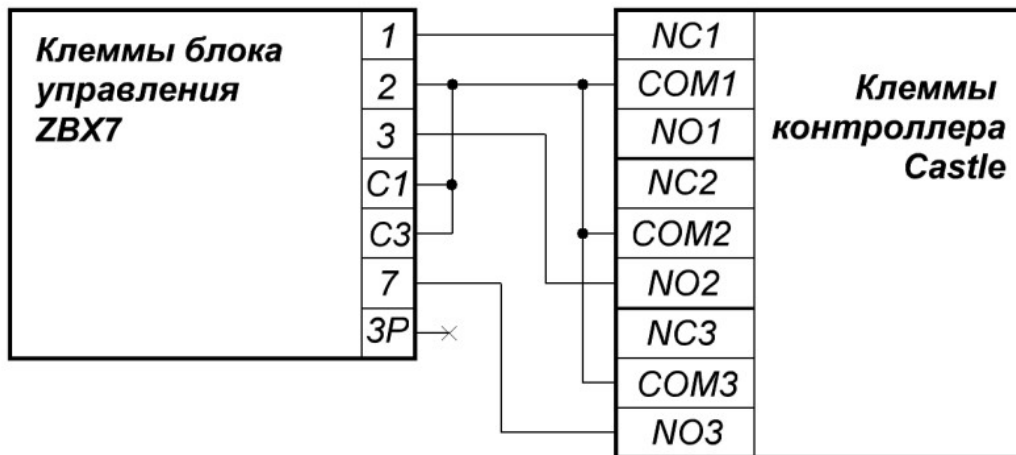 Клеммы блока
управления
ZBX7
1
2
3
C1
C3
7
3P
NC1
COM1
NO1
NC2
COM2
NO2
NC3
COM3
NO3
Клеммы
контроллера
Castle